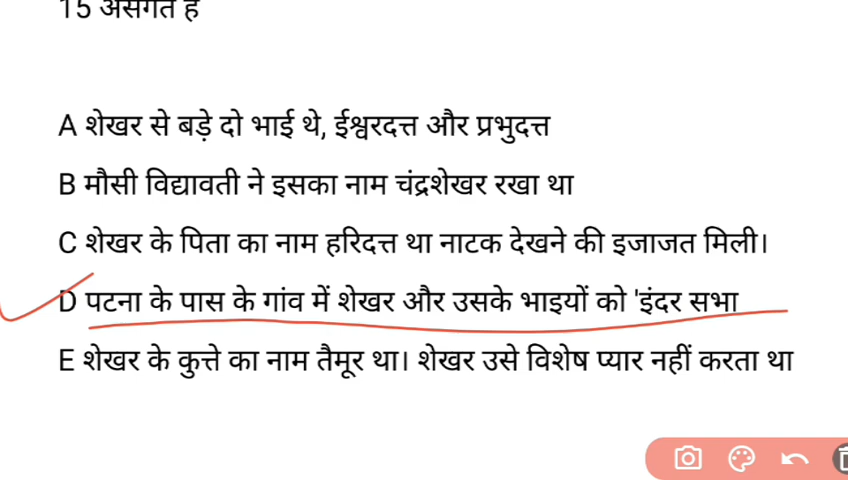 15 असंगत है
A शेखर से बड़े दो भाई थे, ईश्वरदत्त और प्रभुदत्त
B मौसी विद्यावती ने इसका नाम चंद्रशेखर रखा था
C शेखर के पिता का नाम हरिदत्त था नाटक देखने की इजाजत मिली।
D पटना के पास के गांव में शेखर और उसके भाइयों को 'इंदर सभा
E शेखर के कुत्ते का नाम तैमूर था। शेखर उसे विशेष प्यार नहीं करता था